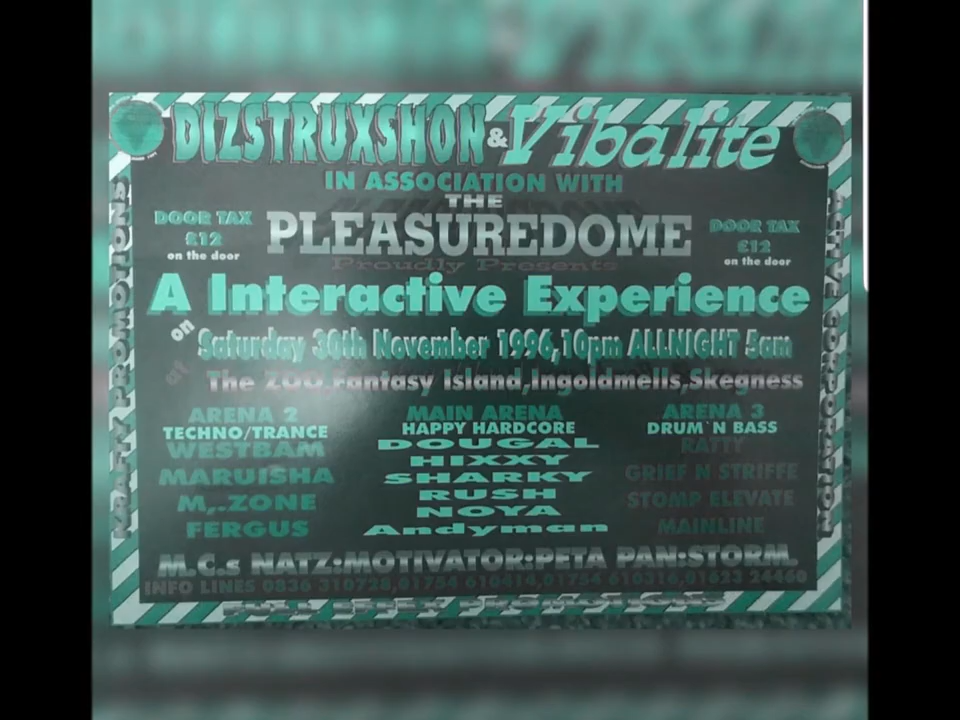 DIZSTRUXSHON & Vibalite
IN ASSOCIATION WITH
THE
PLEASUREDOME
DOOR TAX
£12
on the door
DOOR TAX
£12
on the door
Proudly Presents
A Interactive Experience
on Saturday 30th November 1996,10pm ALLNIGHT 5am
at The ZOO,Fantasy Island,Ingoldmells,Skegness
ARENA 2
TECHNO/TRANCE
WESTBAM
MARUISHA
M,.ZONE
FERGUS
MAIN ARENA
HAPPY HARDCORE
DOUGAL
HIXXY
SHARKY
RUSH
NOYA
Andyman
ARENA 3
DRUM`N BASS
RATTY
GRIEF N STRIFFE
STOMP ELEVATE
MAINLINE
M.C.s NATZ:MOTIVATOR:PETA PAN:STORM.
INFO LINES 0836 310728,01754 610414,01754 610316,01623 24460
KRAFTY PROMOTIONS
PROMOTIONS